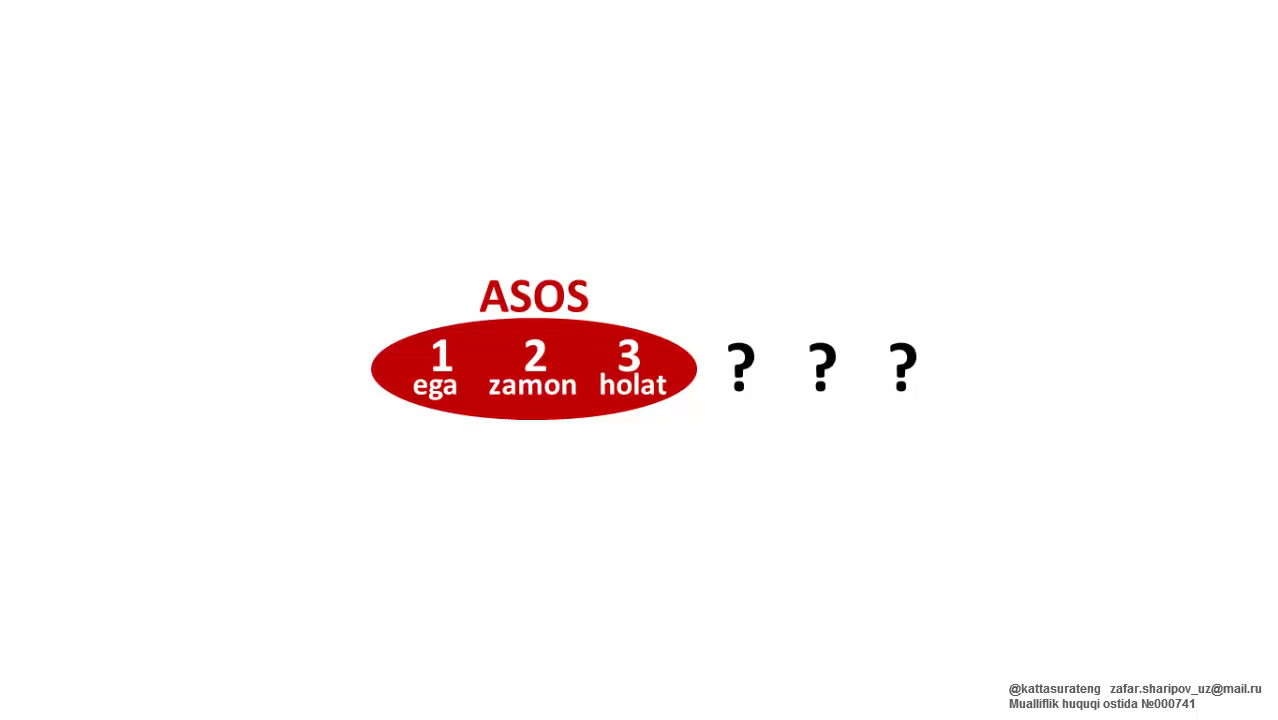 ASOS
1 2 3 ? ? ?
ega zamon holat
@kattasurateng zafar.sharipov_uz@mail.ru
Mualliflik huquqi ostida №000741